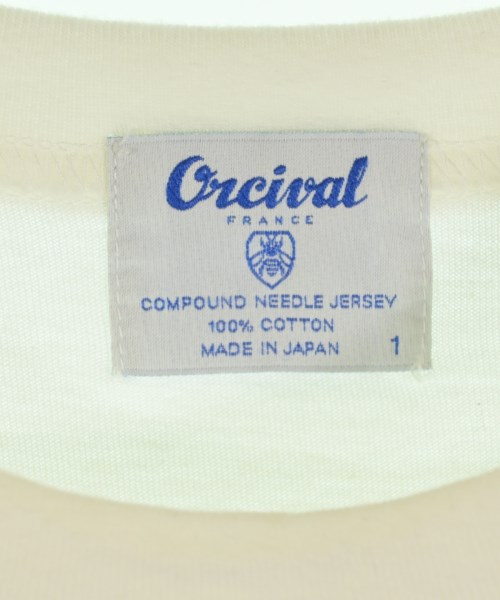 Orcival
FRANCE
COMPOUND NEEDLE JERSEY
100% COTTON
MADE IN JAPAN 1